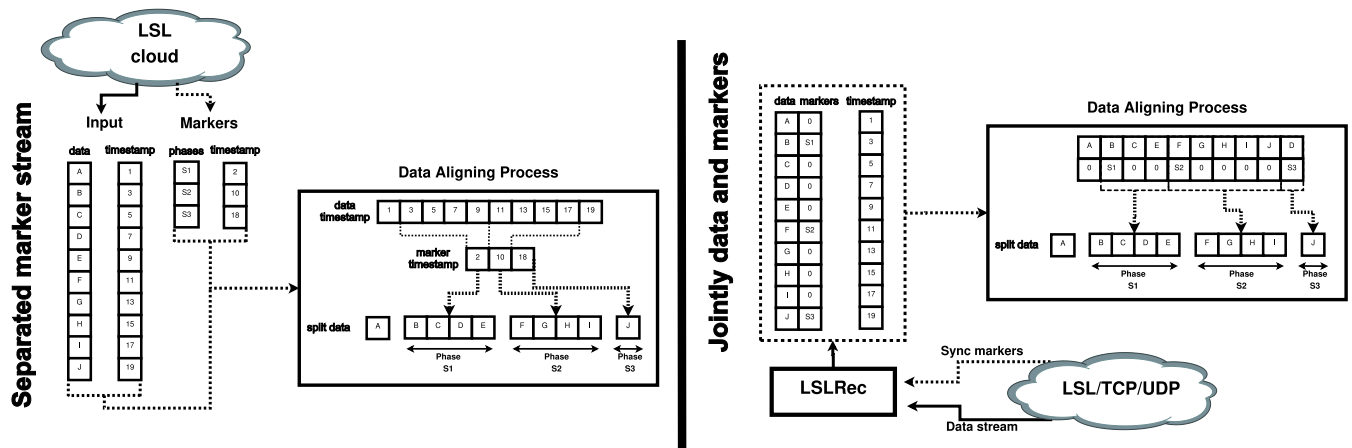 Separated marker stream
LSL
cloud
Input
Markers
data timestamp phases timestamp
A 1 S1 2
B 3 S2 10
C 5 S3 18
D 7
E 9
F 11
G 13
H 15
I 17
J 19
Data Aligning Process
data
timestamp
1 3 5 7 9 11 13 15 17 19
marker
timestamp
2 10 18
split data
A B C D E F G H I J
Phase Phase Phase
S1 S2 S3
Jointly data and markers
data markers timestamp
A 0 1
B S1 3
C 0 5
D 0 7
E 0 9
F S2 11
G 0 13
H 0 15
I 0 17
J S3 19
LSLRec
Sync markers
LSL/TCP/UDP
Data stream
Data Aligning Process
A B C E F G H I J D
0 S1 0 0 S2 0 0 0 0 S3
split data
A B C D E F G H I J
Phase Phase Phase
S1 S2 S3